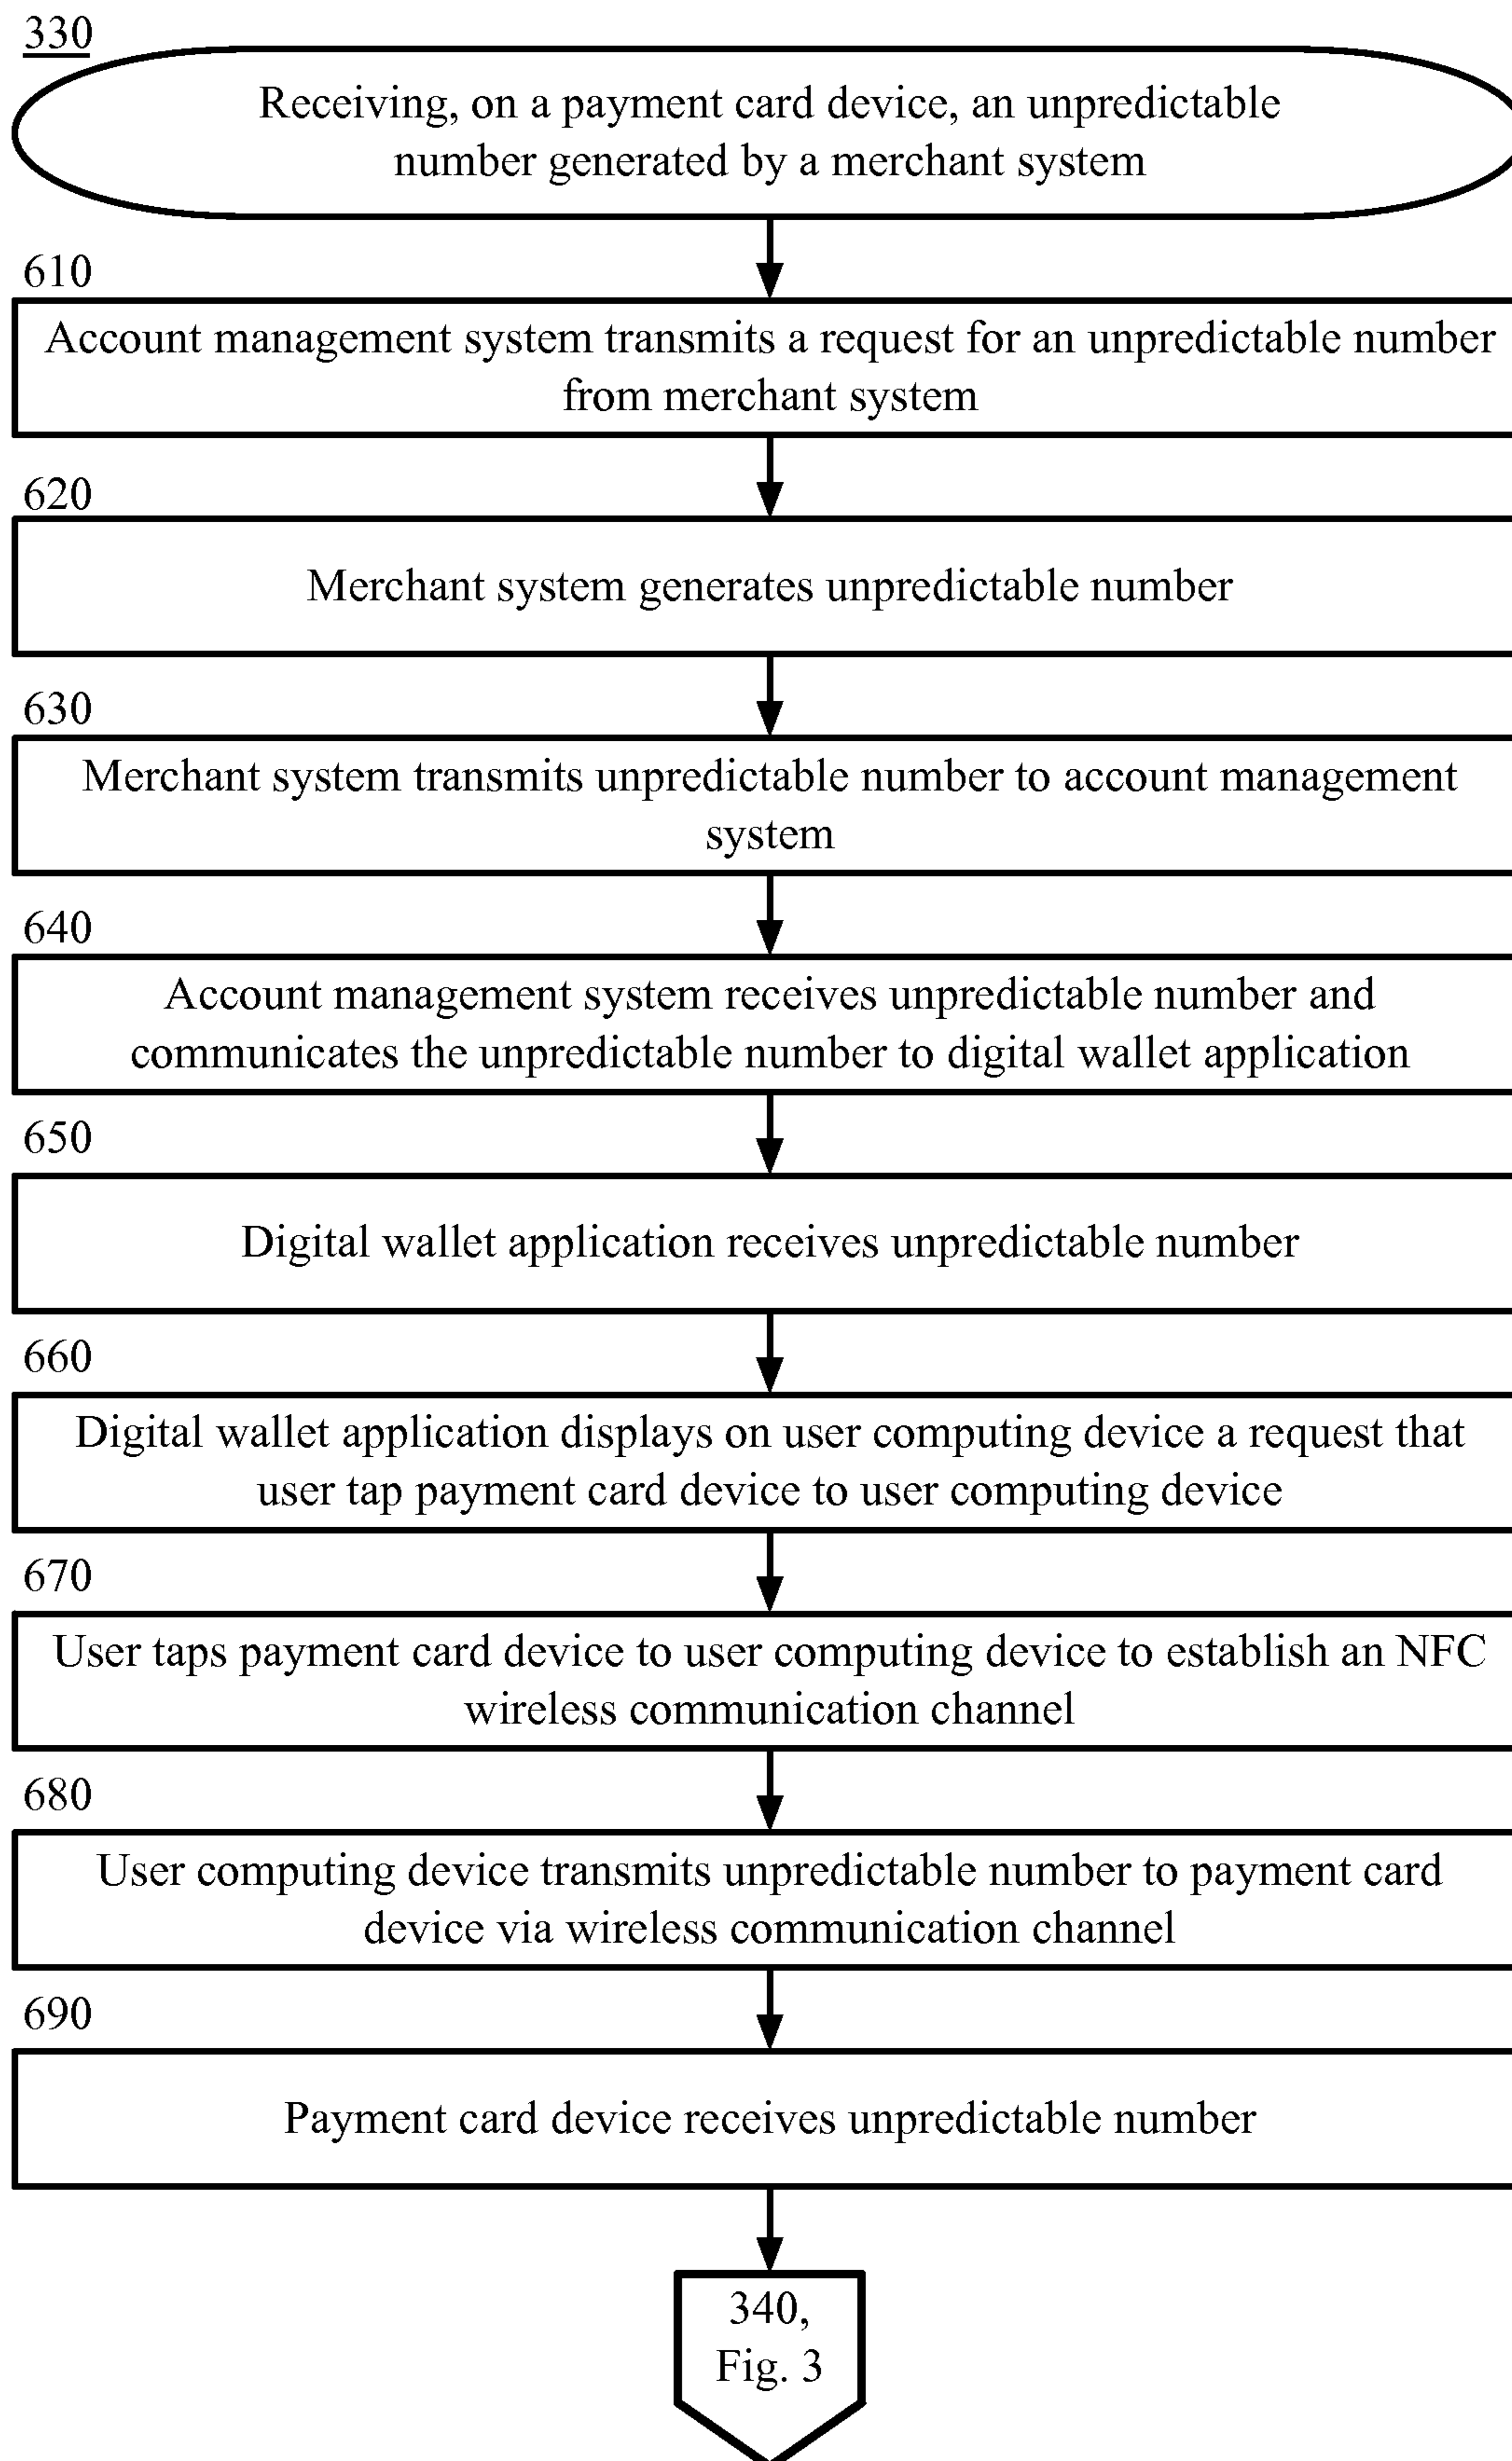 330
Receiving, on a payment card device, an unpredictable
number generated by a merchant system
610
Account management system transmits a request for an unpredictable number
from merchant system
620
Merchant system generates unpredictable number
630
Merchant system transmits unpredictable number to account management
system
640
Account management system receives unpredictable number and
communicates the unpredictable number to digital wallet application
650
Digital wallet application receives unpredictable number
660
Digital wallet application displays on user computing device a request that
user tap payment card device to user computing device
670
User taps payment card device to user computing device to establish an NFC
wireless communication channel
680
User computing device transmits unpredictable number to payment card
device via wireless communication channel
690
Payment card device receives unpredictable number
340,
Fig. 3